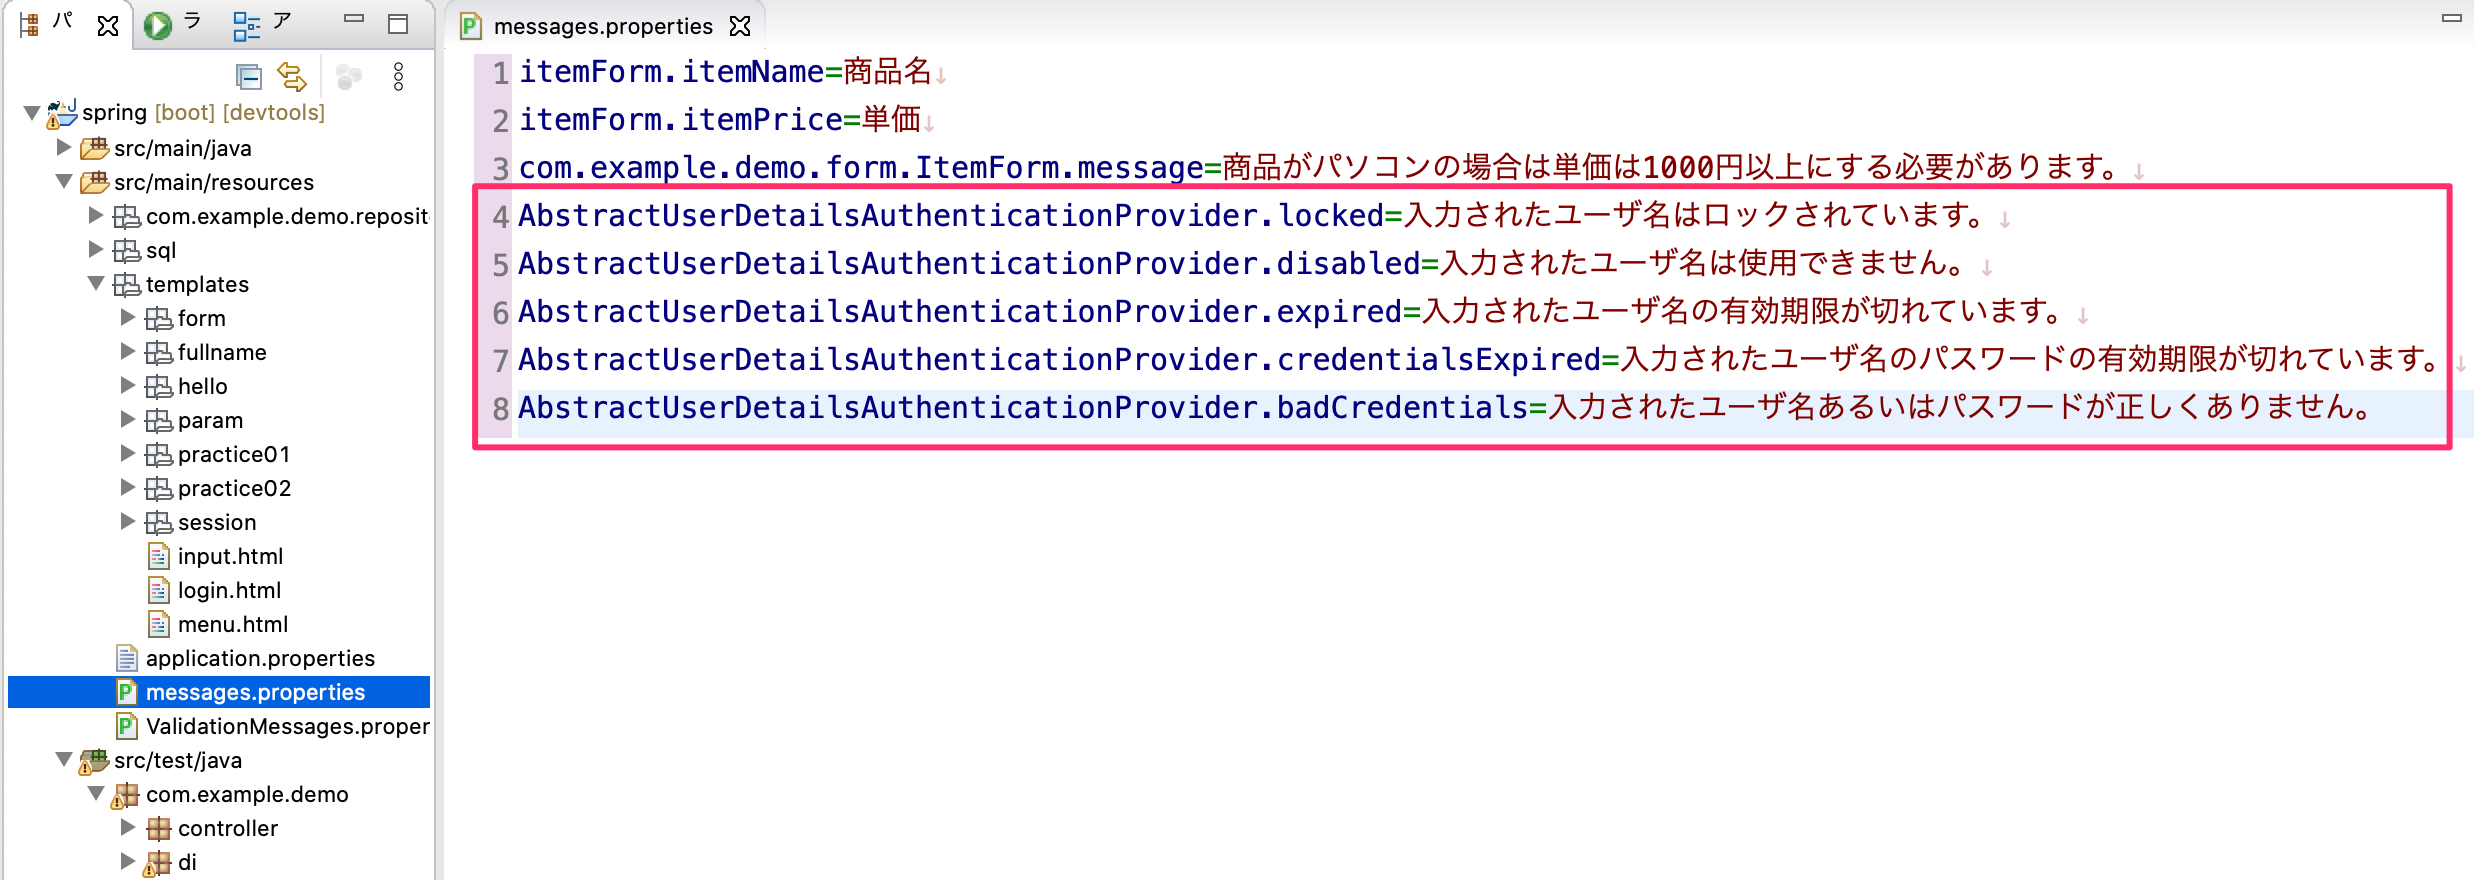 パ
ラ
ア
spring [boot] [devtools]
src/main/java
src/main/resources
com.example.demo.reposit
sql
templates
form
fullname
hello
param
practice01
practice02
session
input.html
login.html
menu.html
application.properties
messages.properties
ValidationMessages.proper
src/test/java
com.example.demo
controller
di
messages.properties
1 itemForm.itemName=商品名↓
2 itemForm.itemPrice=単価↓
3 com.example.demo.form.ItemForm.message=商品がパソコンの場合は単価は1000円以上にする必要があります。↓
4 AbstractUserDetailsAuthenticationProvider.locked=入力されたユーザ名はロックされています。↓
5 AbstractUserDetailsAuthenticationProvider.disabled=入力されたユーザ名は使用できません。↓
6 AbstractUserDetailsAuthenticationProvider.expired=入力されたユーザ名の有効期限が切れています。↓
7 AbstractUserDetailsAuthenticationProvider.credentialsExpired=入力されたユーザ名のパスワードの有効期限が切れています。↓
8 AbstractUserDetailsAuthenticationProvider.badCredentials=入力されたユーザ名あるいはパスワードが正しくありません。